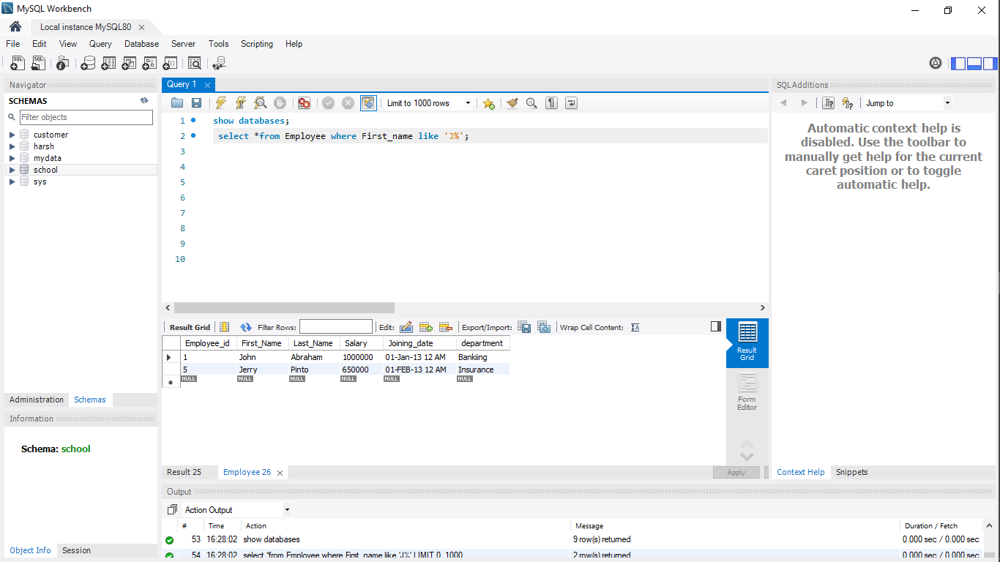 MySQL Workbench
Local instance MySQL80
File Edit View Query Database Server Tools Scripting Help
Navigator
SCHEMAS
Filter objects
customer
harsh
mydata
school
sys
Administration Schemas
Information
Schema: school
Object Info Session
Query 1
Limit to 1000 rows
1 show databases;
2 select *from Employee where First_name like 'J%';
3
4
5
6
7
8
9
10
Result Grid Filter Rows: Edit: Export/Import: Wrap Cell Content: IA
Employee_id First_Name Last_Name Salary Joining_date department
1 John Abraham 1000000 01-Jan-13 12 AM Bankiing
5 Jerry Pinto 650000 01-FEB-13 12 AM Insurance
NULL NULL NULL NULL NULL NULL
Result
Grid
Form
Editor
Result 25 Employee 26
Apply
SQLAdditions
Jump to
Automatic context help is
disabled. Use the toolbar to
manually get help for the current
caret position or to toggle
automatic help.
Context Help Snippets
Output
Action Output
# Time Action Message Duration / Fetch
53 16:28:02 show databases 9 row(s) returned 0.000 sec / 0.000 sec
54 16:28:02 select *from Employee where First_name like 'J%' LIMIT 0, 1000 2 row(s) returned 0.000 sec / 0.000 sec